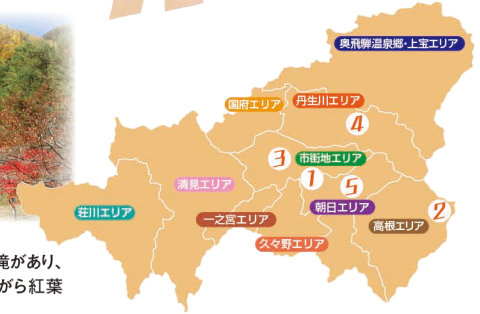 奥飛騨温泉郷・上宝エリア
国府エリア
丹生川エリア
4
3
市街地エリア
1
5
清見エリア
荘川エリア
一之宮エリア
朝日エリア
2
高根エリア
久々野エリア
滝があり、
がら紅葉